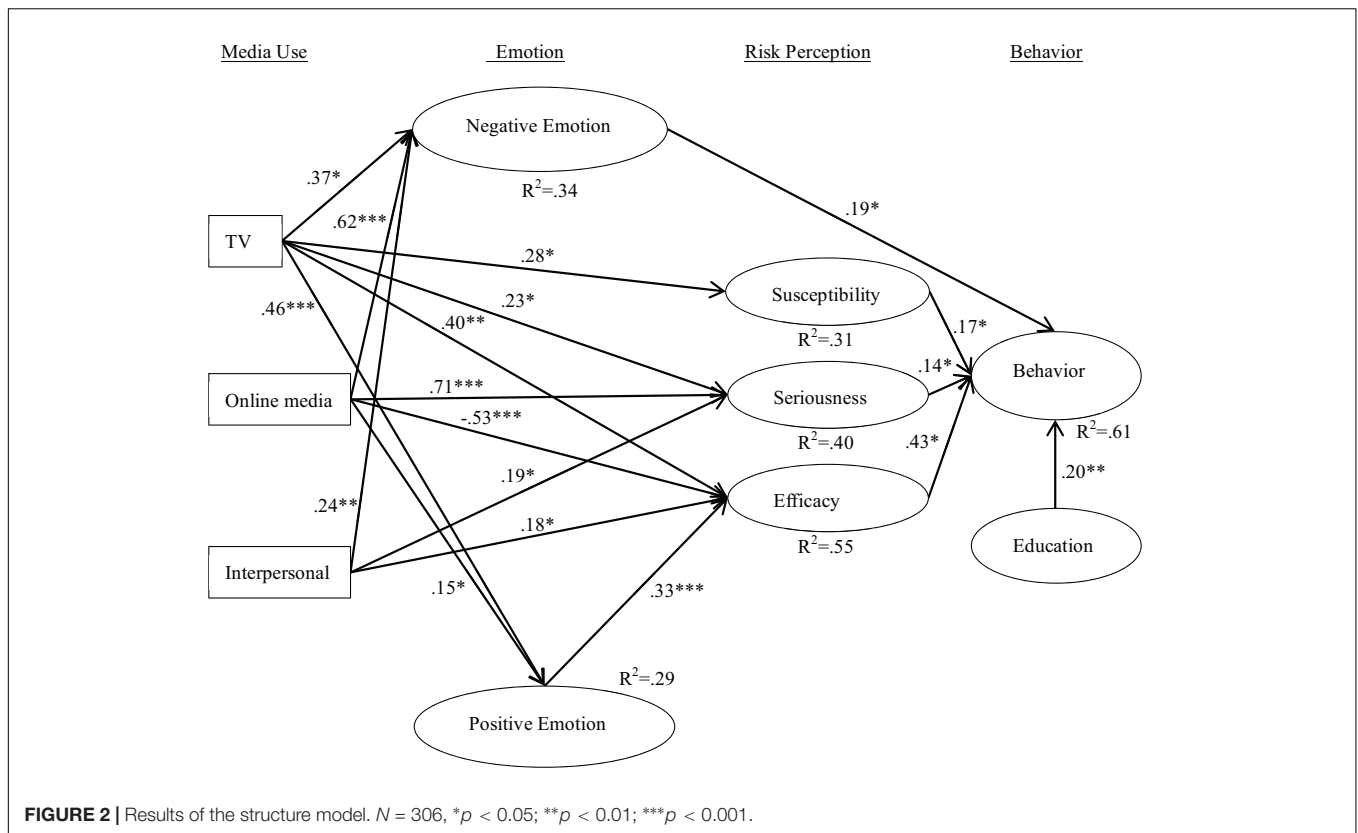 Media Use Emotion Risk Perception Behavior
Negative Emotion
R²=.34
.37*
.62***
.19*
TV
.28*
Susceptibility
R²=.31
.46***
.23*
.40**
.17*
.14*
Behavior
R²=.61
Online media
.71***
Seriousness
R²=.40
-.53***
.43*
.19*
.20**
Efficacy
R²=.55
.24**
.18*
Education
Interpersonal
.15*
.33***
R²=.29
Positive Emotion
FIGURE 2 | Results of the structure model. N = 306, *p < 0.05; **p < 0.01; ***p < 0.001.